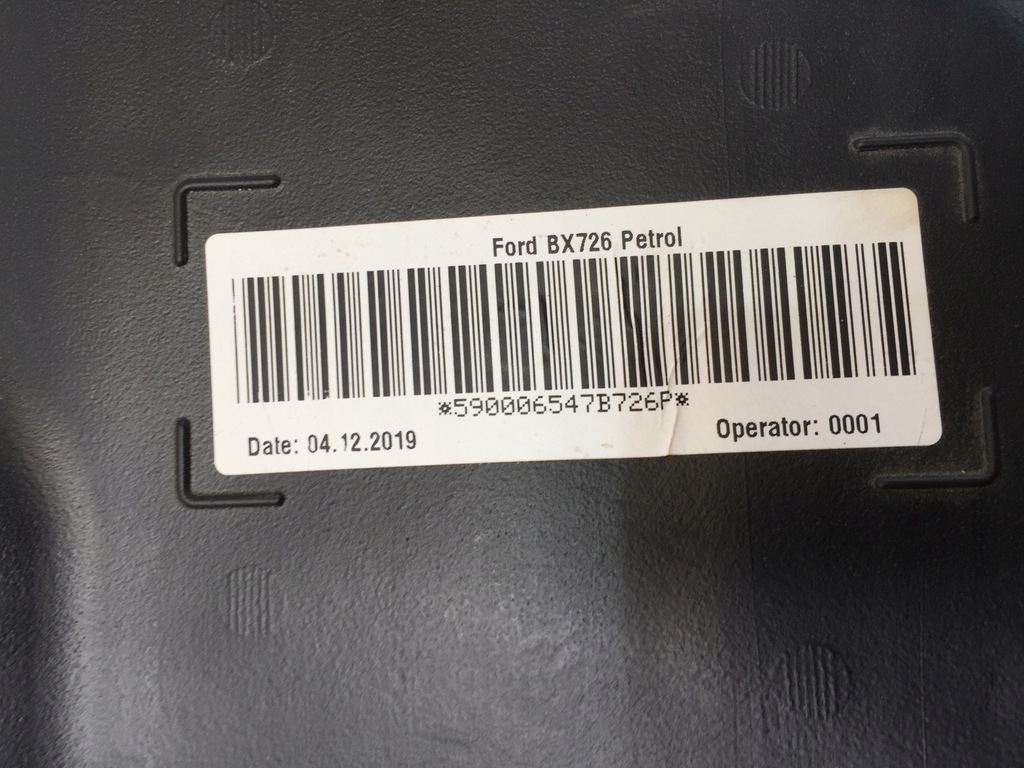 Ford BX726 Petrol
*590006547B726P*
Date: 04.12.2019
Operator: 0001